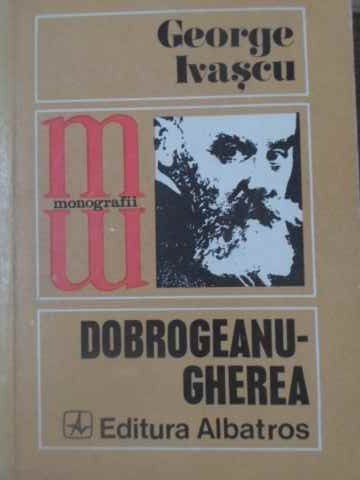 George
Ivașcu
m
monografii
m
DOBROGEANU-
GHEREA
Editura Albatros